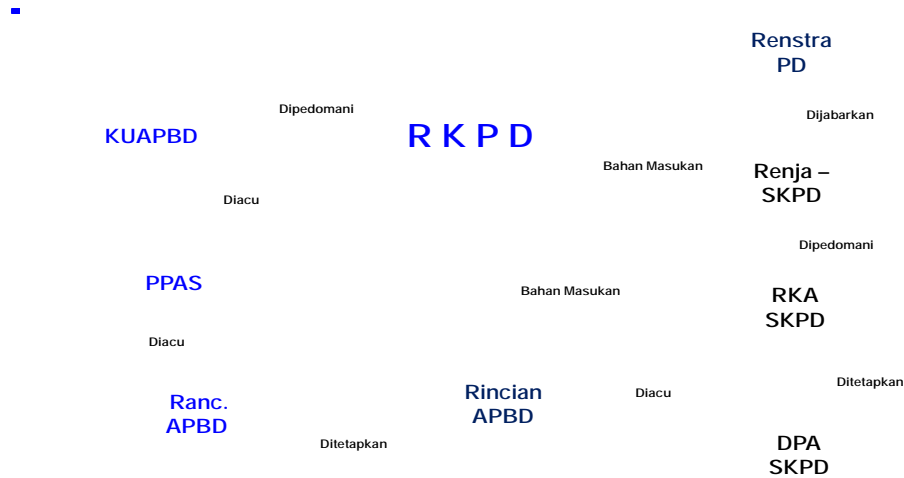 Renstra
PD
Dipedomani
Dijabarkan
KUAPBD
R K P D
Bahan Masukan
Renja –
SKPD
Diacu
Dipedomani
PPAS
Bahan Masukan
RKA
SKPD
Diacu
Ditetapkan
Rincian
APBD
Diacu
Ranc.
APBD
Ditetapkan
DPA
SKPD